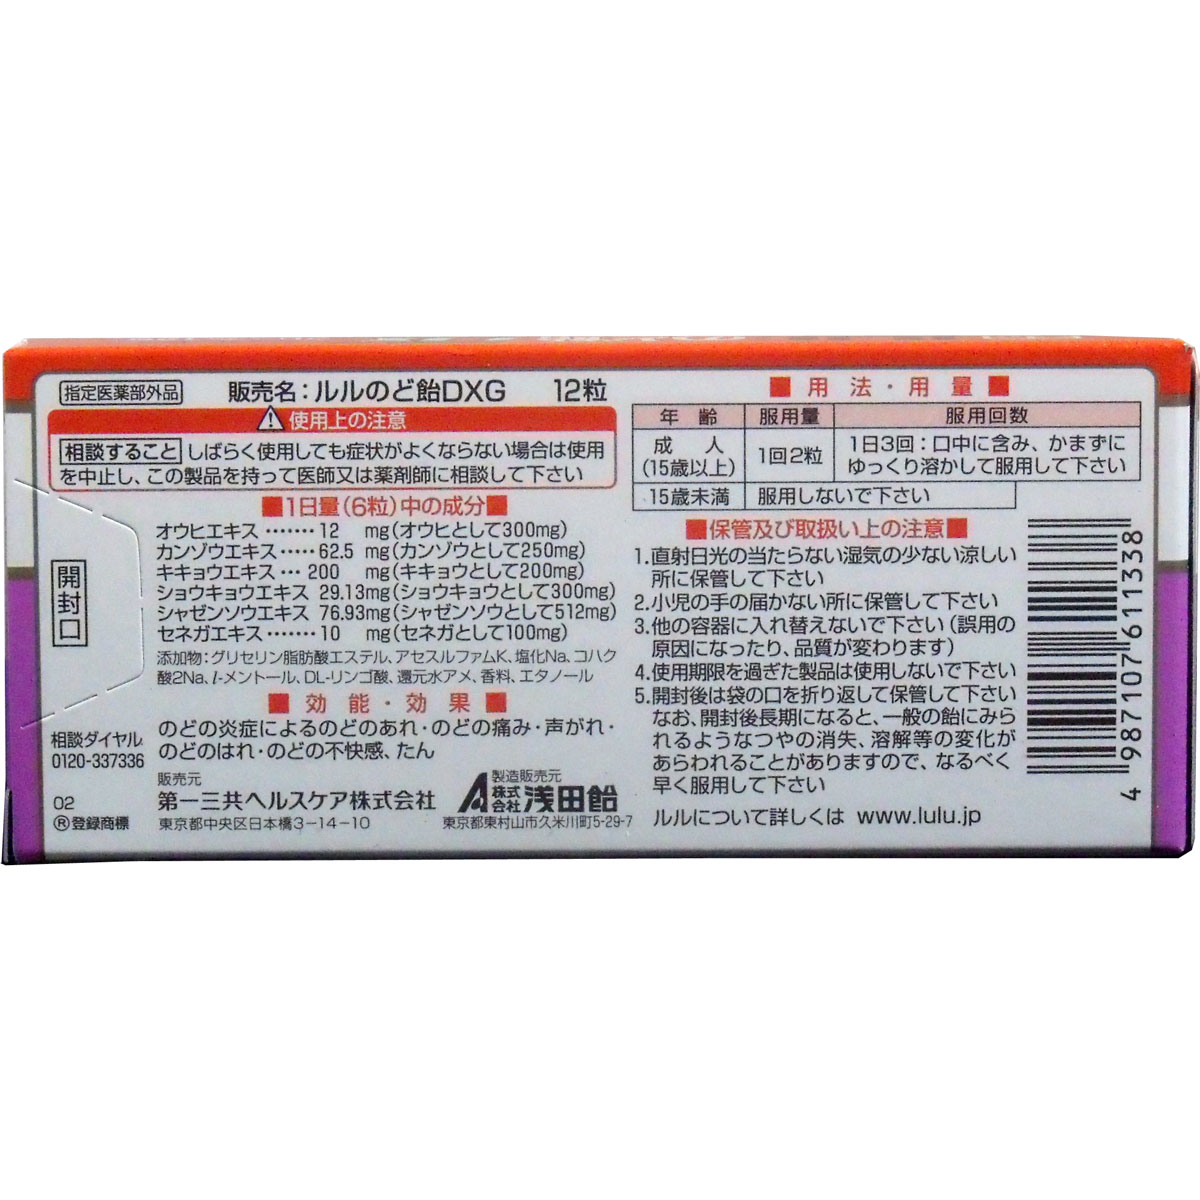 指定医薬部外品
販売名：ルルのど飴DXG 12粒
使用上の注意
相談すること しばらく使用しても症状がよくならない場合は使用
を中止し、この製品を持って医師又は薬剤師に相談して下さい
■1日量(6粒)中の成分■
オウヒエキス……… 12 mg(オウヒとして300mg)
カンゾウエキス…… 62.5 mg(カンゾウとして250mg)
キキョウエキス… 200 mg(キキョウとして200mg)
ショウキョウエキス 29.13mg(ショウキョウとして300mg)
シャゼンソウエキス 76.93mg(シャゼンソウとして512mg)
セネガエキス……… 10 mg(セネガとして100mg)
添加物：グリセリン脂肪酸エステル、アセスルファムK、塩化Na、コハク
酸2Na、l-メントール、DL-リンゴ酸、還元水アメ、香料、エタノール
■効能・効果■
のどの炎症によるのどのあれ・のどの痛み・声がれ・
のどのはれ・のどの不快感、たん
開封口
相談ダイヤル
0120-337336
02
®登録商標
販売元
第一三共ヘルスケア株式会社
東京都中央区日本橋3-14-10
製造販売元
株式会社 浅田飴
東京都東村山市久米川町5-29-7
■用法・用量■
年齢 服用量 服用回数
成人
(15歳以上) 1回2粒 1日3回：口中に含み、かまずに
ゆっくり溶かして服用して下さい
15歳未満 服用しないで下さい
■保管及び取扱い上の注意■
1.直射日光の当たらない湿気の少ない涼しい
所に保管して下さい
2.小児の手の届かない所に保管して下さい
3.他の容器に入れ替えないで下さい(誤用の
原因になったり、品質が変わります)
4.使用期限を過ぎた製品は使用しないで下さい
5.開封後は袋の口を折り返して保管して下さい
なお、開封後長期になると、一般の飴にみら
れるようなつやの消失、溶解等の変化が
あらわれることがありますので、なるべく
早く服用して下さい
ルルについて詳しくは www.lulu.jp
4 987107 611338